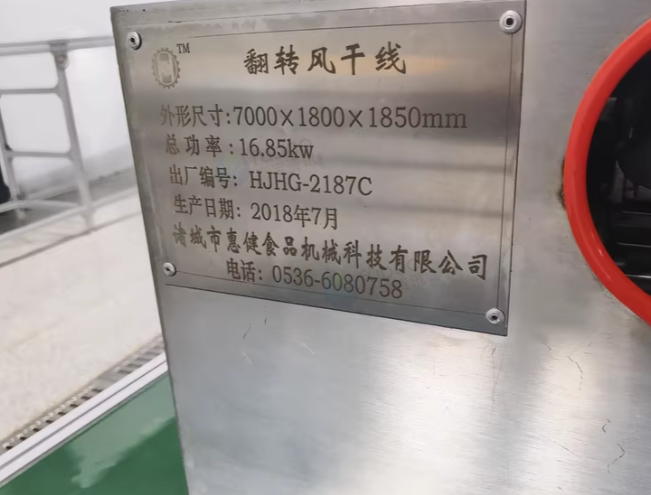 TM
翻转风干线
外形尺寸:7000×1800×1850mm
总功率:16.85kw
出厂编号: HJHG-2187C
生产日期: 2018年7月
诸城市惠健食品机械科技有限公司
电话: 0536-6080758